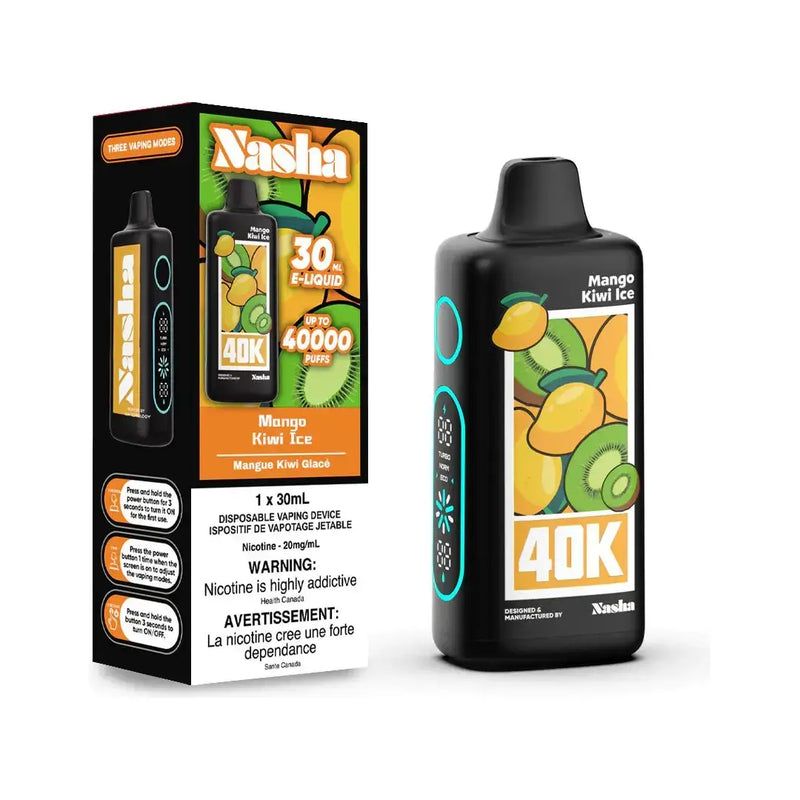 THREE VAPING MODES
Nasha
Press and hold the
power button for 3
seconds to turn it ON
for the first use.
Press the power
button 1 time when the
screen is on to adjust
the vaping modes.
Press and hold the
button 3 seconds to
turn ON/OFF.
Nasha
Mango
Kiwi Ice
40K
DESIGNED &
MANUFACTURED BY
Nasha
30 ML
E-LIQUID
UP TO
40000
PUFFS
Mango
Kiwi Ice
Mangue Kiwi Glacé
1 x 30mL
DISPOSABLE VAPING DEVICE
ISPOSITIF DE VAPOTAGE JETABLE
Nicotine - 20mg/mL
WARNING:
Nicotine is highly addictive
Health Canada
AVERTISSEMENT:
La nicotine cree une forte
dependance
Sante Canada
Mango
Kiwi Ice
88
TURBO
NORM
ECO
88
40K
DESIGNED &
MANUFACTURED BY
Nasha